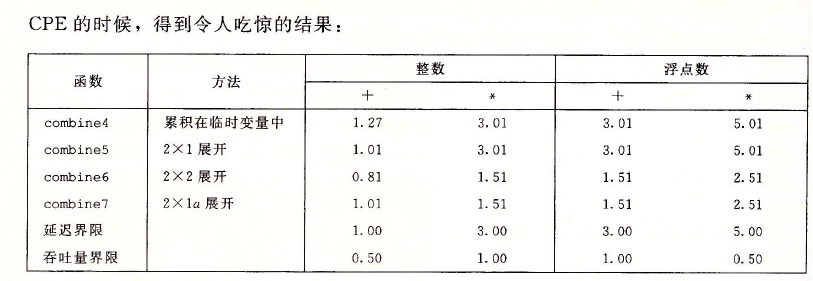 CPE 的时候，得到令人吃惊的结果：
函数 方法 整数 浮点数
+ * + *
combine4 累积在临时变量中 1.27 3.01 3.01 5.01
combine5 2×1 展开 1.01 3.01 3.01 5.01
combine6 2×2 展开 0.81 1.51 1.51 2.51
combine7 2×1a 展开 1.01 1.51 1.51 2.51
延迟界限 1.00 3.00 3.00 5.00
吞吐量界限 0.50 1.00 1.00 0.50